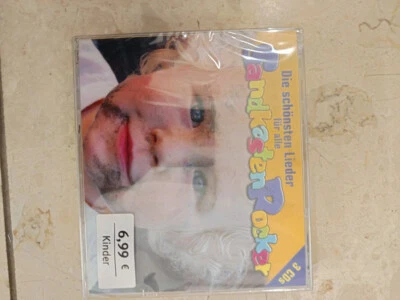 Die schönsten Lieder
für alle
SandkastenRocker
3 CDs
6,99 €
Kinder